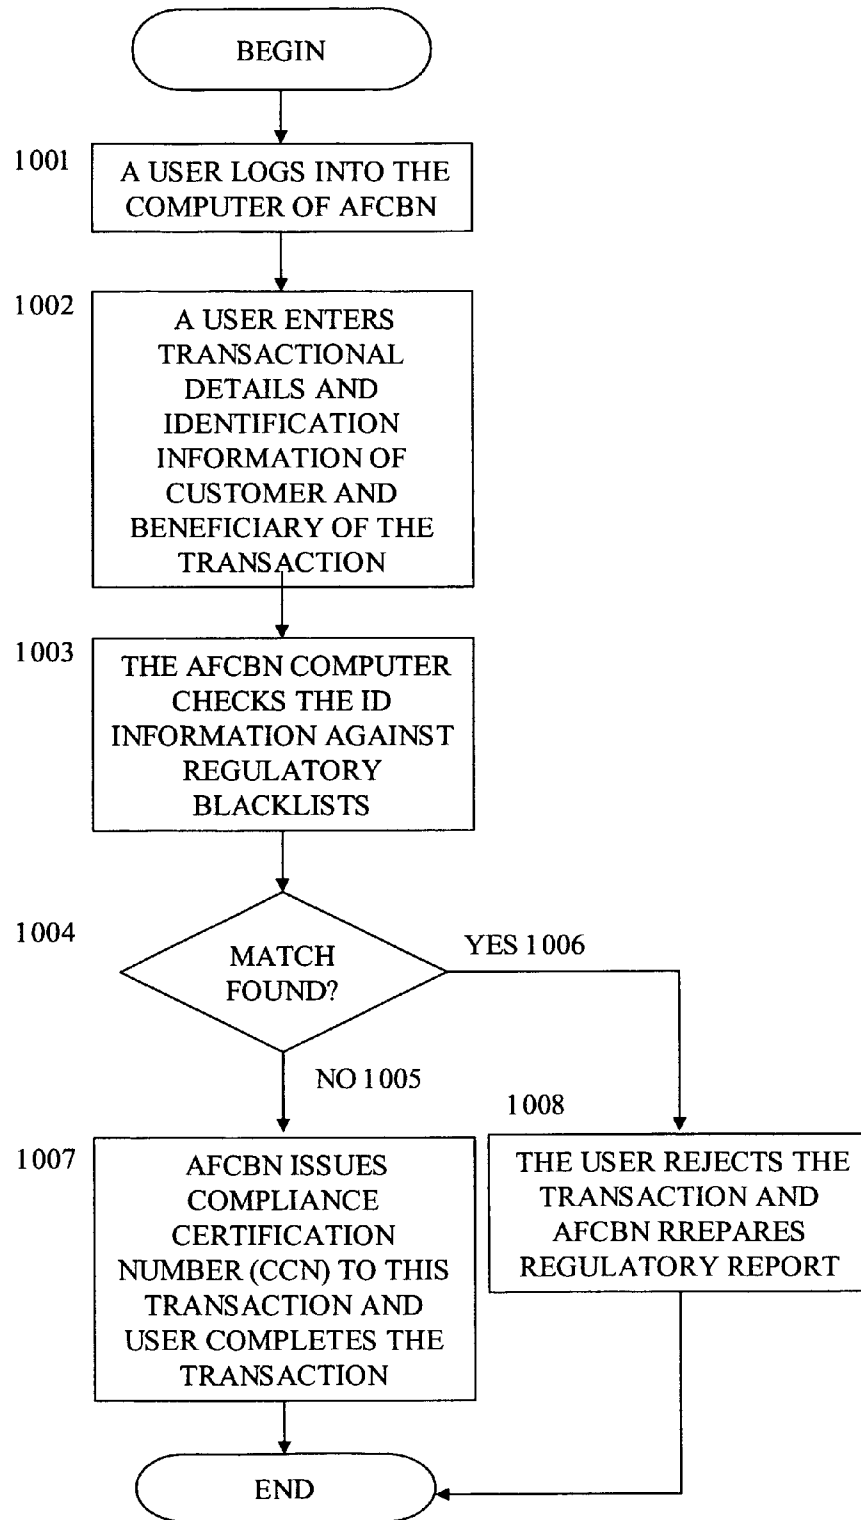 BEGIN
1001
A USER LOGS INTO THE
COMPUTER OF AFCBN
1002
A USER ENTERS
TRANSACTIONAL
DETAILS AND
IDENTIFICATION
INFORMATION OF
CUSTOMER AND
BENEFICIARY OF THE
TRANSACTION
1003
THE AFCBN COMPUTER
CHECKS THE ID
INFORMATION AGAINST
REGULATORY
BLACKLISTS
1004
MATCH
FOUND?
YES 1006
NO 1005
1007
AFCBN ISSUES
COMPLIANCE
CERTIFICATION
NUMBER (CCN) TO THIS
TRANSACTION AND
USER COMPLETES THE
TRANSACTION
1008
THE USER REJECTS THE
TRANSACTION AND
AFCBN RREPARES
REGULATORY REPORT
END